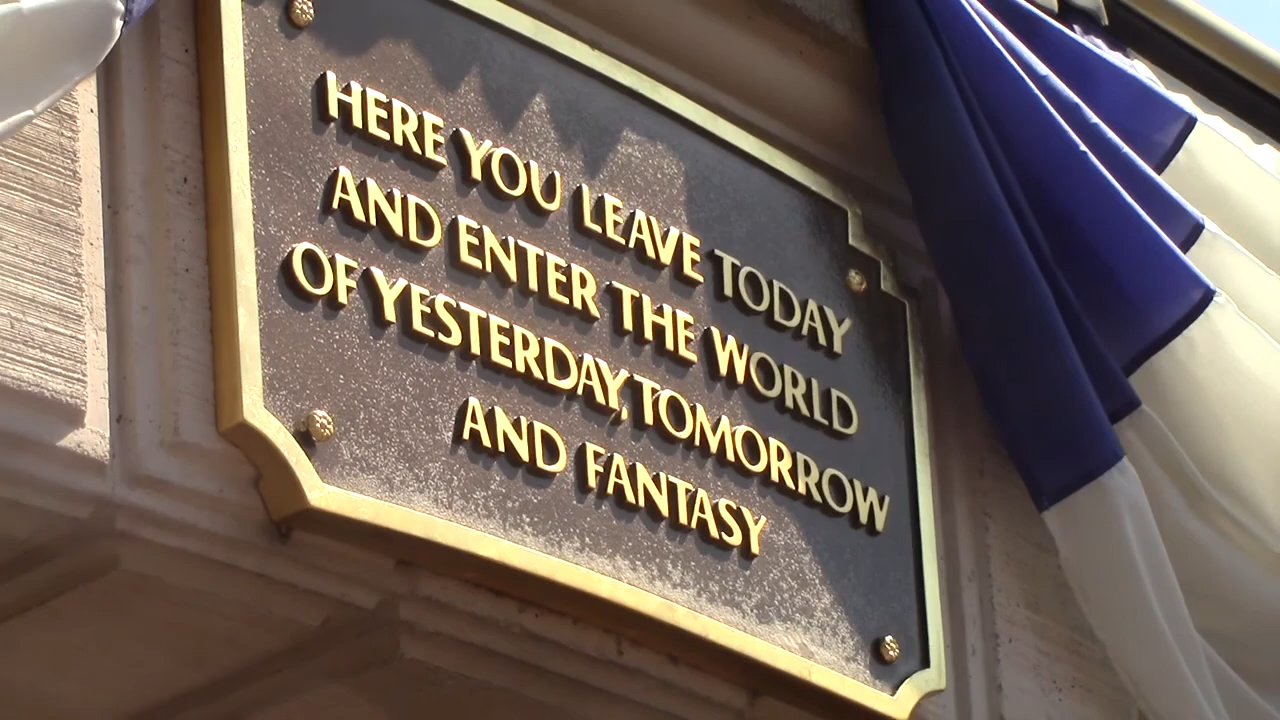 HERE YOU LEAVE TODAY
AND ENTER THE WORLD
OF YESTERDAY, TOMORROW
AND FANTASY